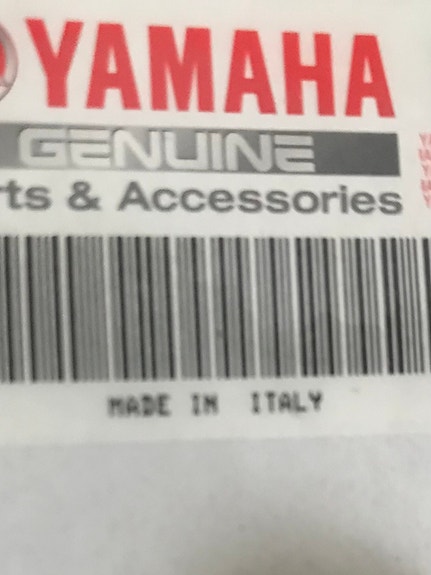 YAMAHA
GENUINE
rts & Accessories
MADE IN ITALY